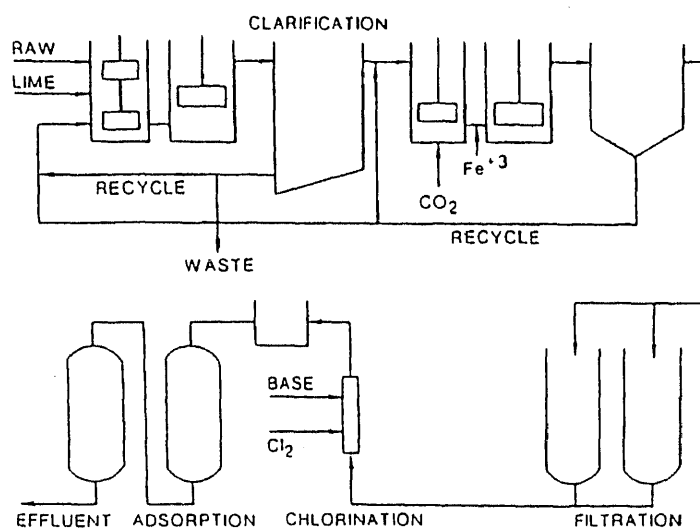 CLARIFICATION
RAW
LIME
RECYCLE
WASTE
CO2
Fe+3
RECYCLE
BASE
Cl2
EFFLUENT
ADSORPTION
CHLORINATION
FILTRATION